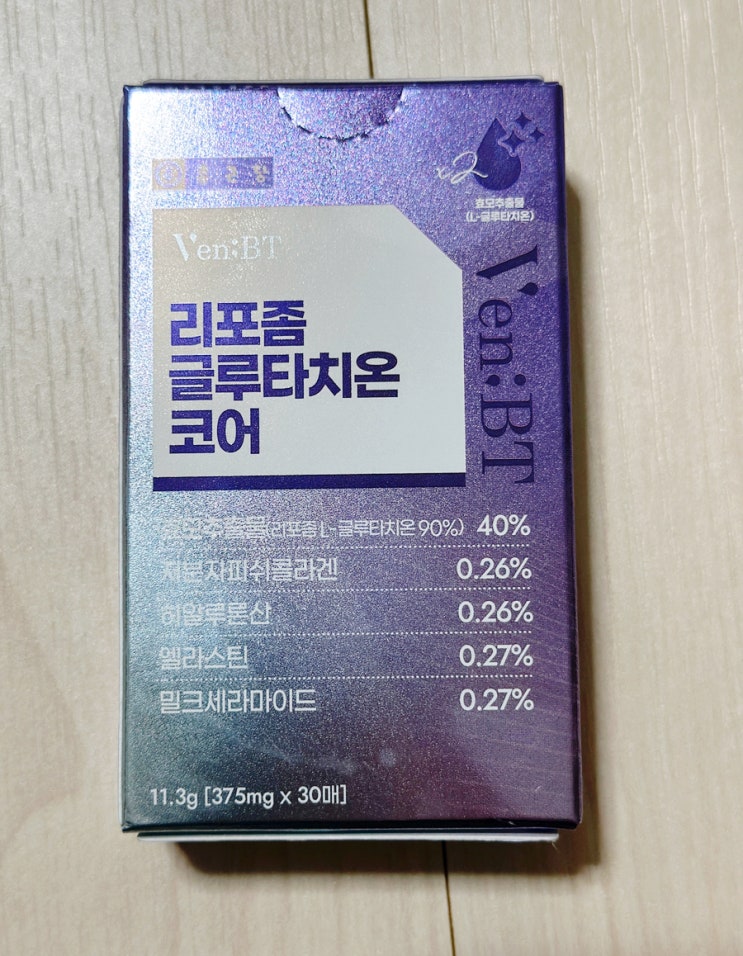 종근당
x2
효모추출물
(L-글루타치온)
Ven:BT
Ven:BT
리포좀
글루타치온
코어
효모추출물(리포좀 L-글루타치온 90%) 40%
저분자피쉬콜라겐 0.26%
히알루론산 0.26%
엘라스틴 0.27%
밀크세라마이드 0.27%
11.3g [375mg x 30매]